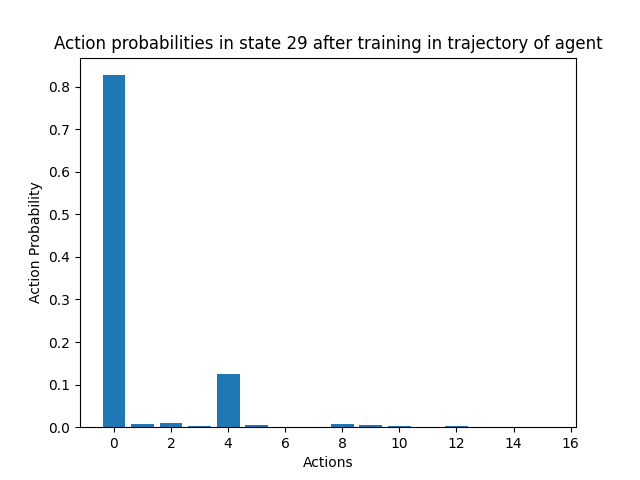 Action probabilities in state 29 after training in trajectory of agent
Action Probability
0.8
0.7
0.6
0.5
0.4
0.3
0.2
0.1
0.0
0 2 4 6 8 10 12 14 16
Actions